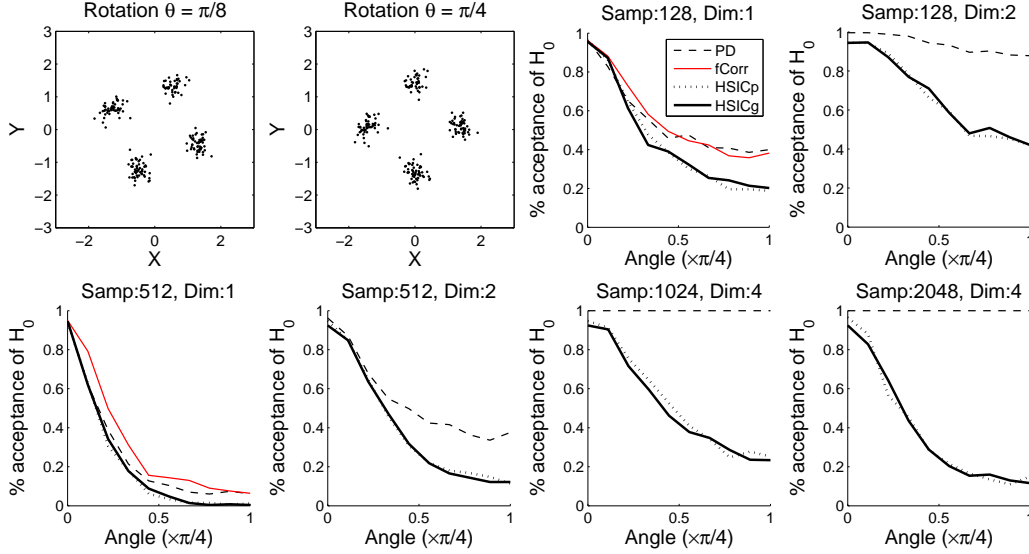 Rotation θ = π/8
Y
3
2
1
0
−1
−2
−3
−2 0 2
X
Rotation θ = π/4
Y
3
2
1
0
−1
−2
−3
−2 0 2
X
Samp:128, Dim:1
% acceptance of H0
1
0.8
0.6
0.4
0.2
0
0 0.5 1
Angle (×π/4)
PD
fCorr
HSICp
HSICg
Samp:128, Dim:2
% acceptance of H0
1
0.8
0.6
0.4
0.2
0
0 0.5 1
Angle (×π/4)
Samp:512, Dim:1
% acceptance of H0
1
0.8
0.6
0.4
0.2
0
0 0.5 1
Angle (×π/4)
Samp:512, Dim:2
% acceptance of H0
1
0.8
0.6
0.4
0.2
0
0 0.5 1
Angle (×π/4)
Samp:1024, Dim:4
% acceptance of H0
1
0.8
0.6
0.4
0.2
0
0 0.5 1
Angle (×π/4)
Samp:2048, Dim:4
% acceptance of H0
1
0.8
0.6
0.4
0.2
0
0 0.5 1
Angle (×π/4)